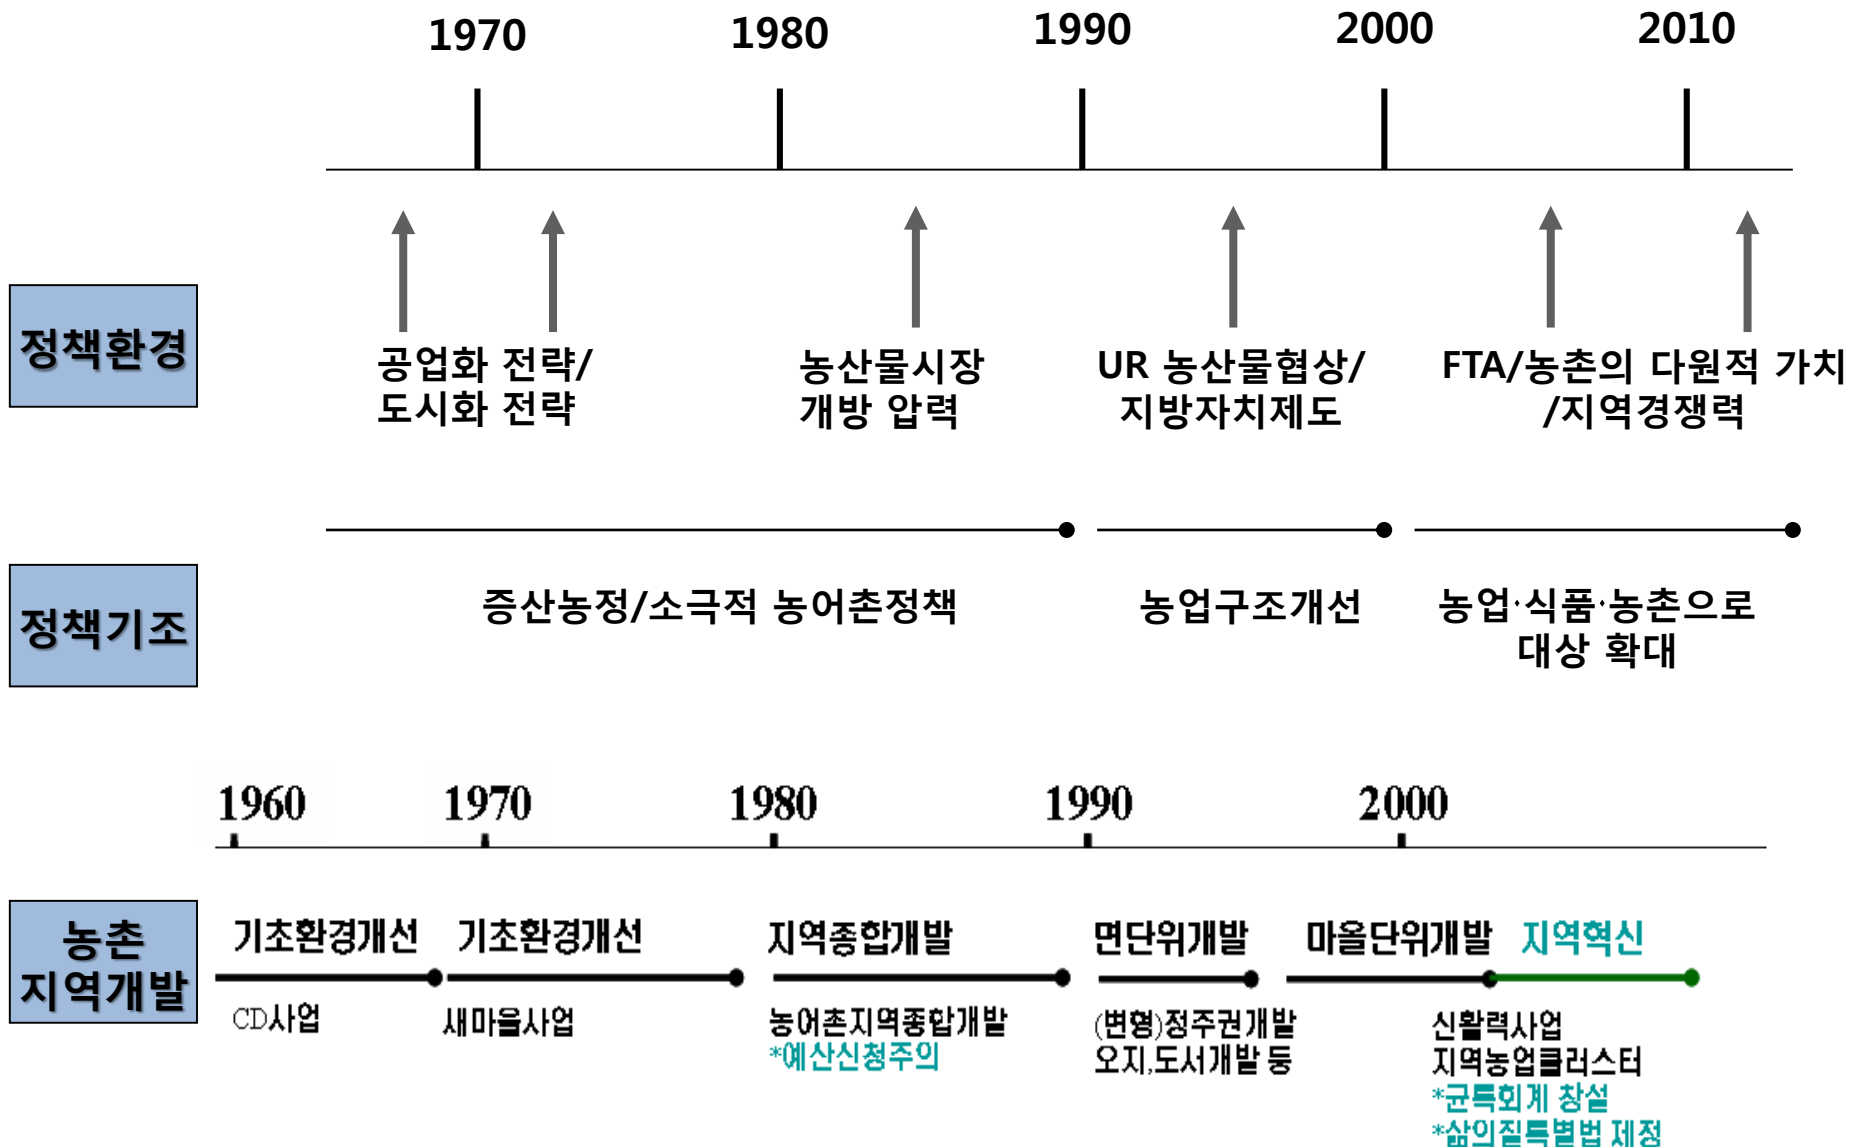 1970 1980 1990 2000 2010
정책환경
공업화 전략/
도시화 전략
농산물시장
개방 압력
UR 농산물협상/
지방자치제도
FTA/농촌의 다원적 가치
/지역경쟁력
정책기조
증산농정/소극적 농어촌정책
농업구조개선
농업·식품·농촌으로
대상 확대
1960 1970 1980 1990 2000
농촌
지역개발
기초환경개선
CD사업
기초환경개선
새마을사업
지역종합개발
농어촌지역종합개발
*예산신청주의
면단위개발
(변형)정주권개발
오지,도서개발 등
마을단위개발
지역혁신
신활력사업
지역농업클러스터
*균특회계 창설
*삶의질특별법 제정